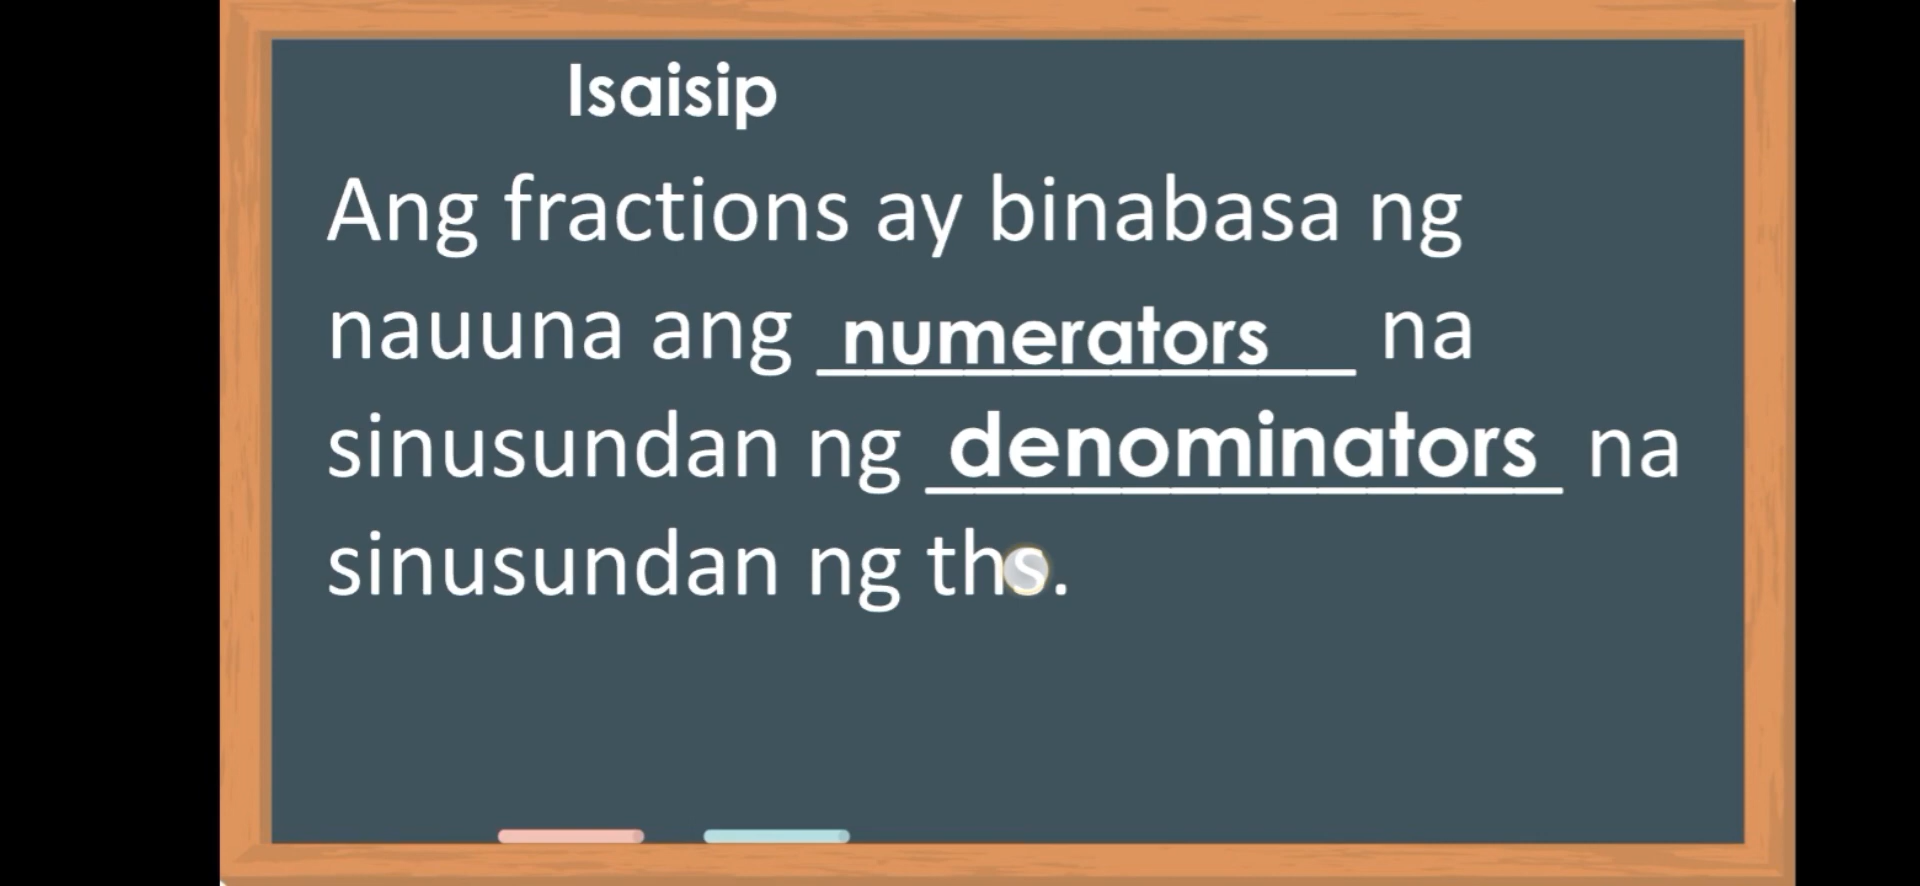 Isaisip
Ang fractions ay binabasa ng
nauuna ang numerators na
sinusundan ng denominators na
sinusundan ng ths.